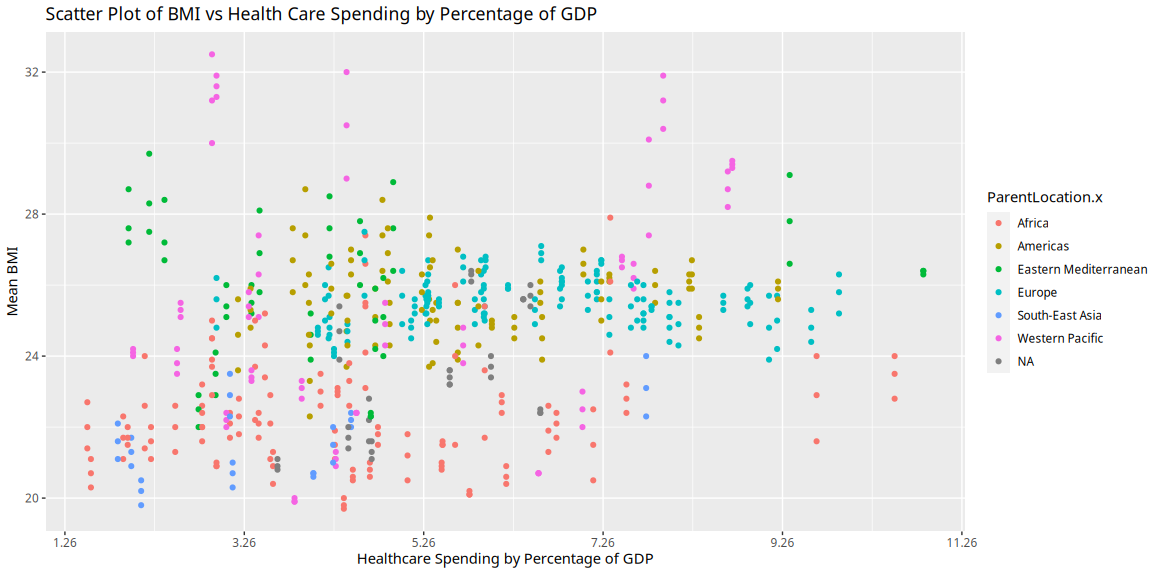 Scatter Plot of BMI vs Health Care Spending by Percentage of GDP
32
28
24
20
Mean BMI
1.26 3.26 5.26 7.26 9.26 11.26
Healthcare Spending by Percentage of GDP
ParentLocation.x
Africa
Americas
Eastern Mediterranean
Europe
South-East Asia
Western Pacific
NA